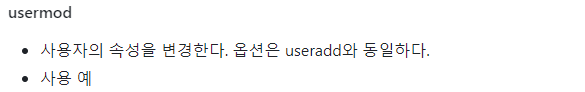 usermod
사용자의 속성을 변경한다. 옵션은 useradd와 동일하다.
사용 예